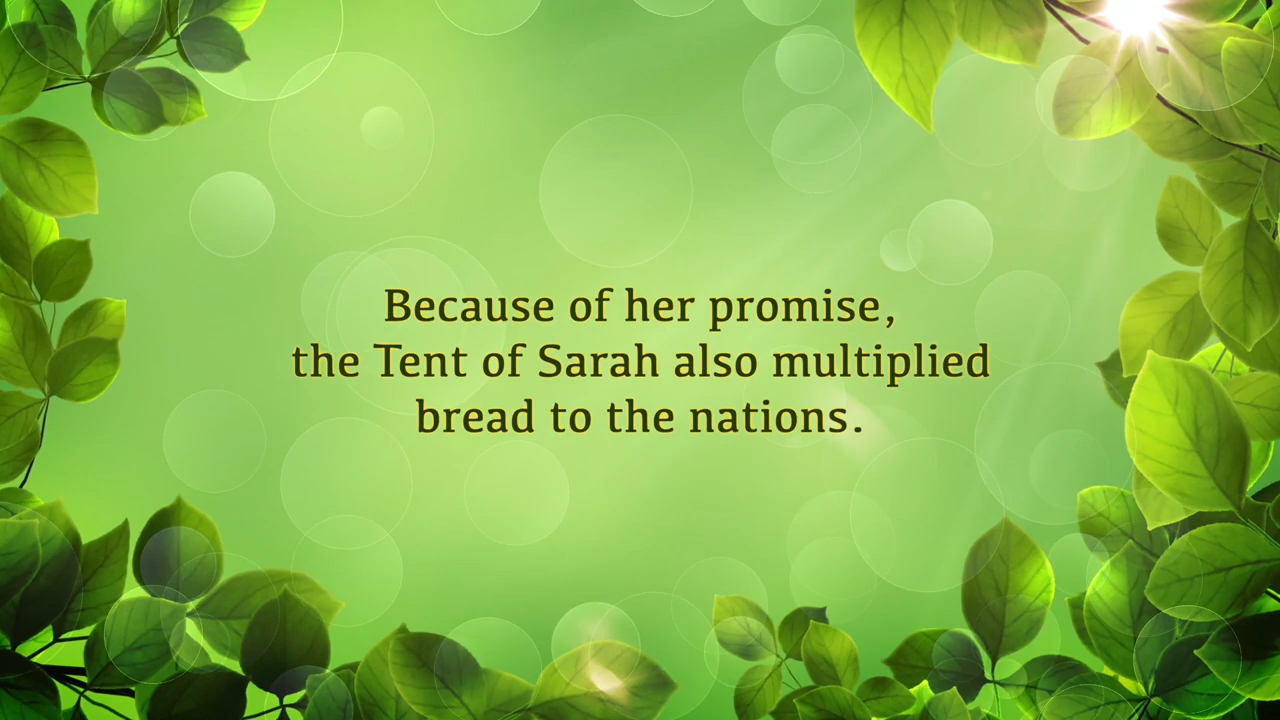 Because of her promise,
the Tent of Sarah also multiplied
bread to the nations.